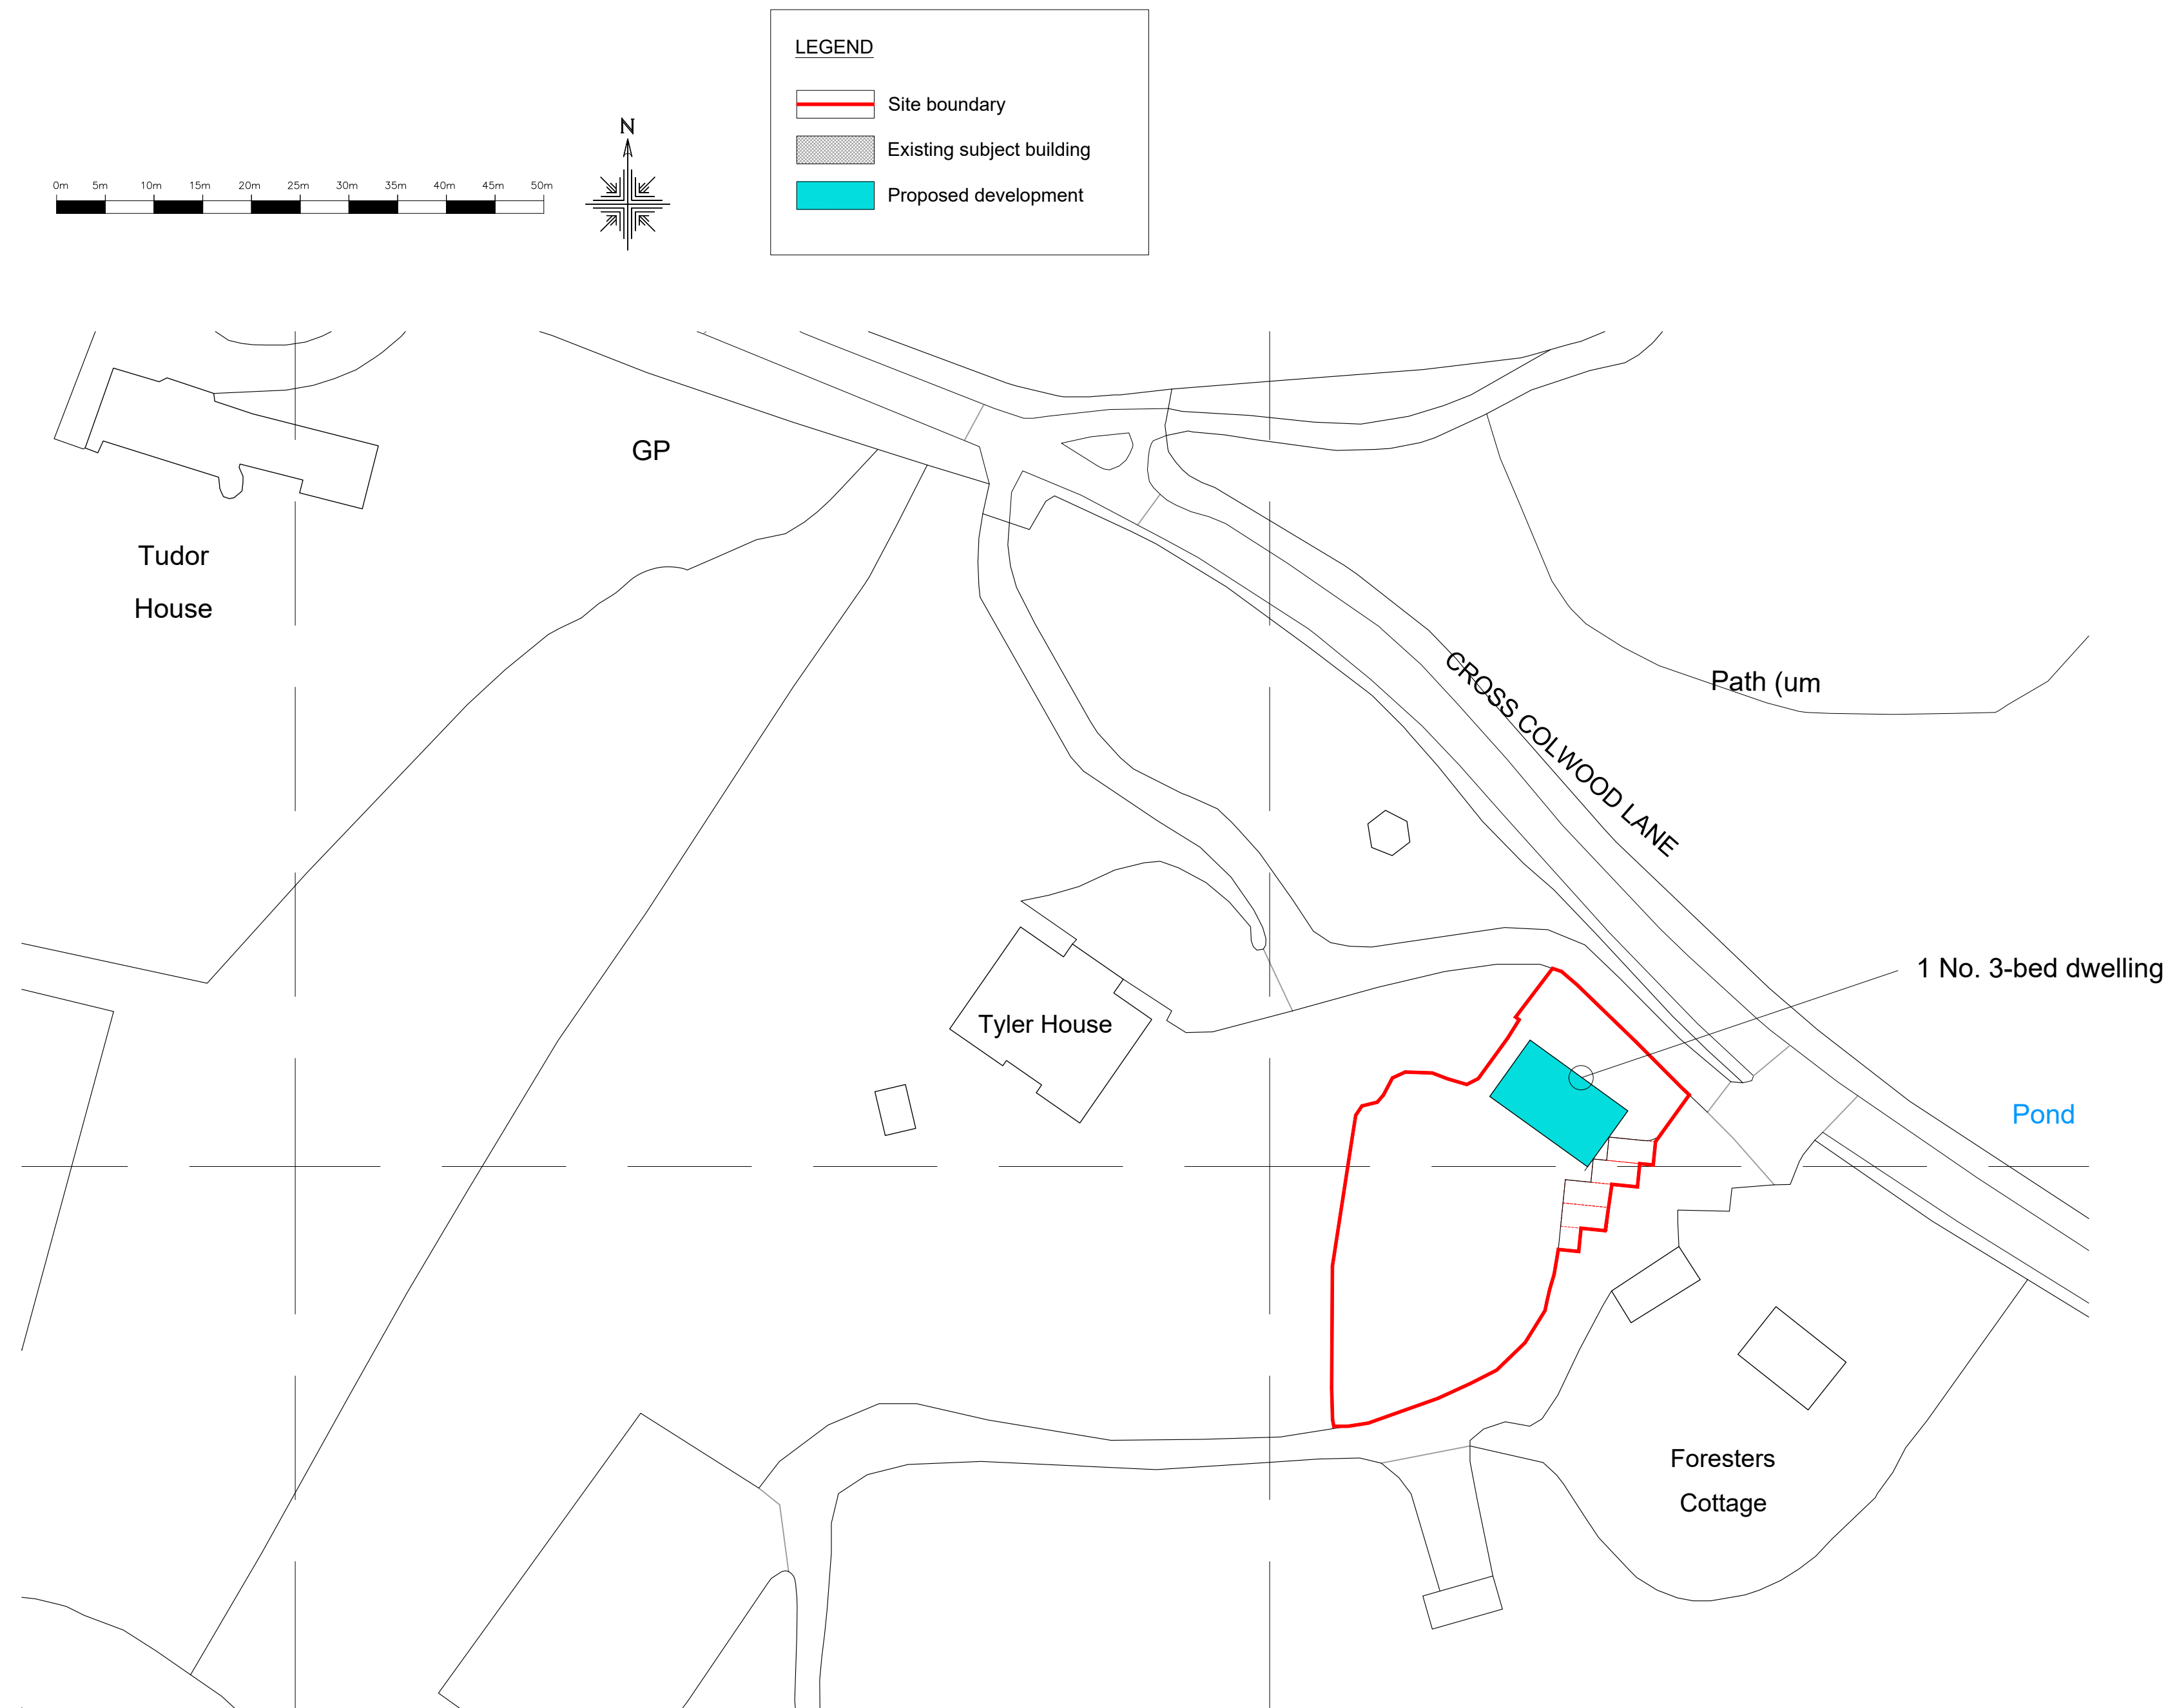 LEGEND
Site boundary
Existing subject building
Proposed development
N
0m 5m 10m 15m 20m 25m 30m 35m 40m 45m 50m
GP
Tudor
House
CROSS COLWOOD LANE
Path (um
1 No. 3-bed dwelling
Tyler House
Pond
Foresters
Cottage